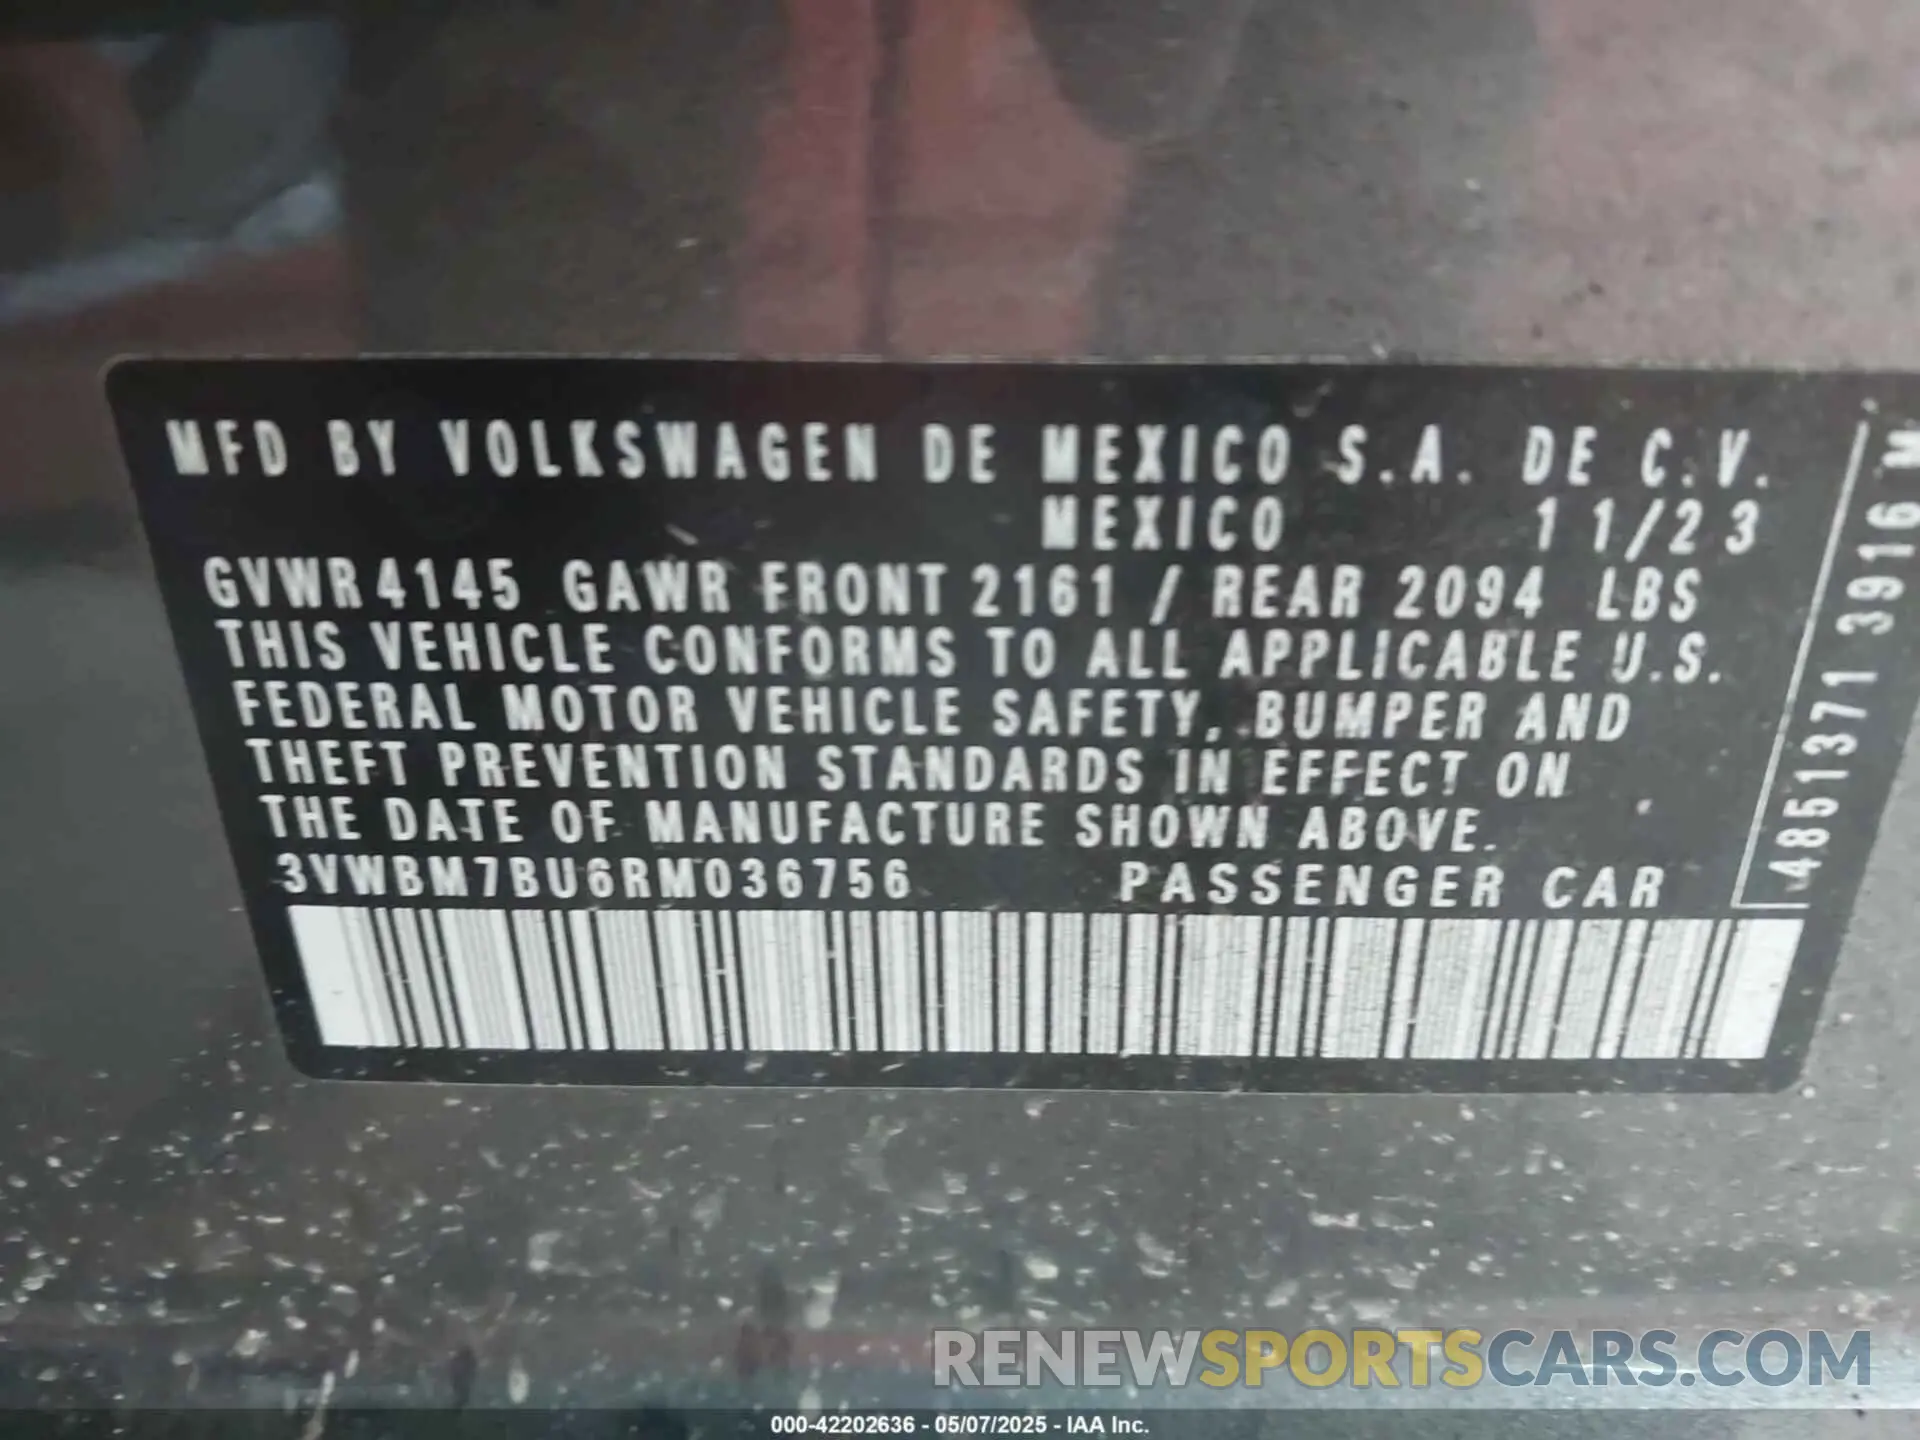 MFD BY VOLKSWAGEN DE MEXICO S.A. DE C.V.
MEXICO 11/23
GVWR 4145 GAWR FRONT 2161 / REAR 2094 LBS
THIS VEHICLE CONFORMS TO ALL APPLICABLE U.S.
FEDERAL MOTOR VEHICLE SAFETY, BUMPER AND
THEFT PREVENTION STANDARDS IN EFFECT ON
THE DATE OF MANUFACTURE SHOWN ABOVE.
3VWBM7BU6RM036756 PASSENGER CAR
4851371 3916
RENEWSPORTSCARS.COM
000-42202636 - 05/07/2025 - IAA Inc.